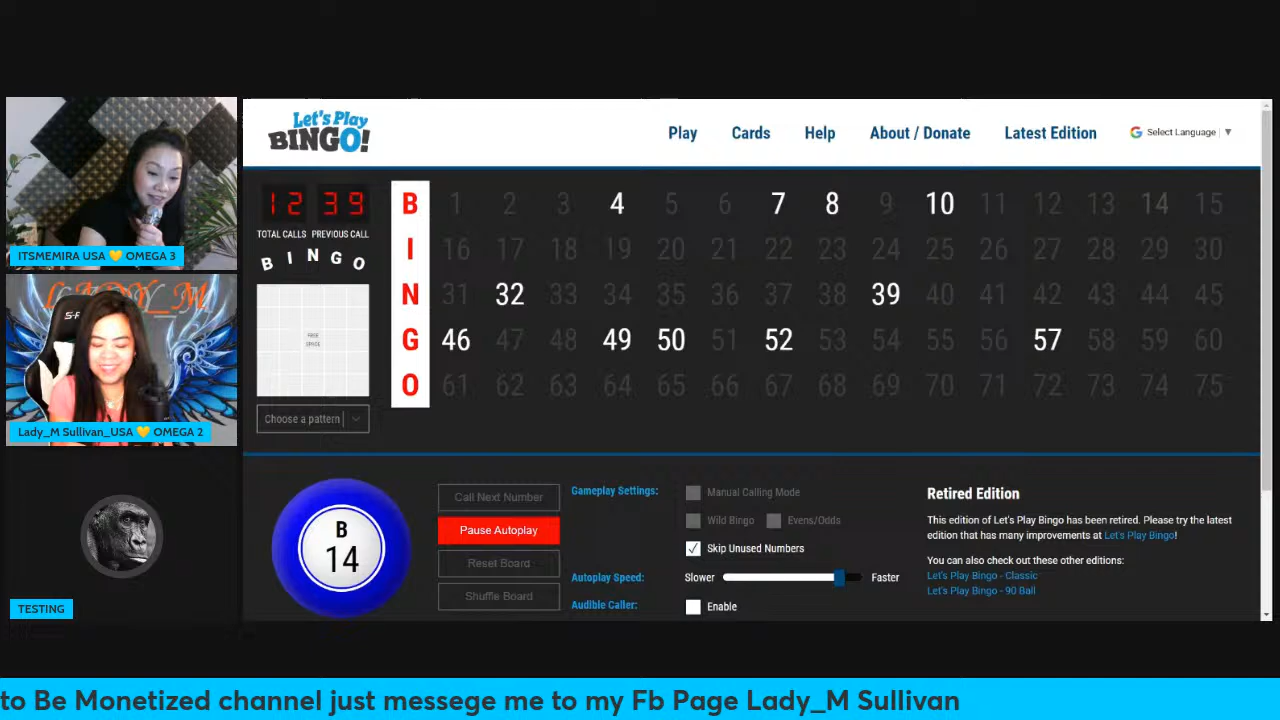 ITSMEMIRA USA 💛 OMEGA 3
LADY_M
Lady_M Sullivan_USA 💛 OMEGA 2
TESTING
Let's Play
BINGO!
Play Cards Help About / Donate Latest Edition Select Language ▼
12 39
TOTAL CALLS PREVIOUS CALL
B I N G O
FREE
SPACE
Choose a pattern
B 1 2 3 4 5 6 7 8 9 10 11 12 13 14 15
I 16 17 18 19 20 21 22 23 24 25 26 27 28 29 30
N 31 32 33 34 35 36 37 38 39 40 41 42 43 44 45
G 46 47 48 49 50 51 52 53 54 55 56 57 58 59 60
O 61 62 63 64 65 66 67 68 69 70 71 72 73 74 75
B
14
Call Next Number
Pause Autoplay
Reset Board
Shuffle Board
Gameplay Settings: Manual Calling Mode
Wild Bingo Evens/Odds
Skip Unused Numbers
Autoplay Speed: Slower Faster
Audible Caller: Enable
Retired Edition
This edition of Let's Play Bingo has been retired. Please try the latest
edition that has many improvements at Let's Play Bingo!
You can also check out these other editions:
Let's Play Bingo - Classic
Let's Play Bingo - 90 Ball
to Be Monetized channel just messege me to my Fb Page Lady_M Sullivan